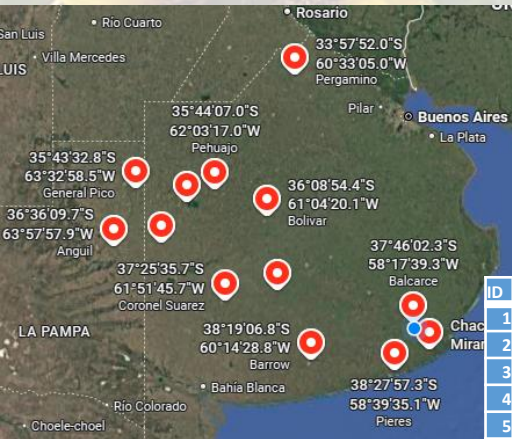 Rosario
Río Cuarto
San Luis
Villa Mercedes
LUIS
33°57'52.0"S
60°33'05.0"W
Pergamino
Pilar
Buenos Aires
La Plata
35°44'07.0"S
62°03'17.0"W
Pehuajo
35°43'32.8"S
63°32'58.5"W
General Pico
36°08'54.4"S
61°04'20.1"W
Bolivar
36°36'09.7"S
63°57'57.9"W
Anguil
37°46'02.3"S
58°17'39.3"W
Balcarce
37°25'35.7"S
61°51'45.7"W
Coronel Suarez
ID
1
2
3
4
5
LA PAMPA
38°19'06.8"S
60°14'28.8"W
Barrow
Chac
Mirar
Bahía Blanca
38°27'57.3"S
58°39'35.1"W
Pieres
Río Colorado
Choele-choel